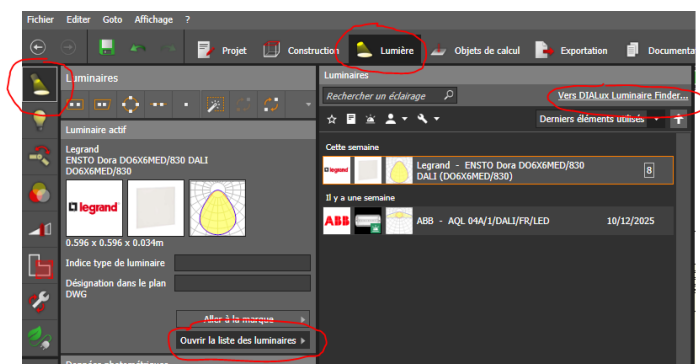 Fichier Editer Goto Affichage ?
Projet Construction Lumière Objets de calcul Exportation Documenta
Luminaires
Luminaire actif
Legrand
ENSTO Dora DO6X6MED/830 DALI
DO6X6MED/830
legrand
0.596 x 0.596 x 0.034m
Indice type de luminaire
Désignation dans le plan
DWG
Aller à la marque
Ouvrir la liste des luminaires
Données photométriques
Luminaires
Rechercher un éclairage
Vers DIALux Luminaire Finder...
Derniers éléments utilisés
Cette semaine
legrand
Legrand - ENSTO Dora DO6X6MED/830
DALI (DO6X6MED/830)
8
Il y a une semaine
ABB
ABB - AQL 04A/1/DALI/FR/LED
10/12/2025